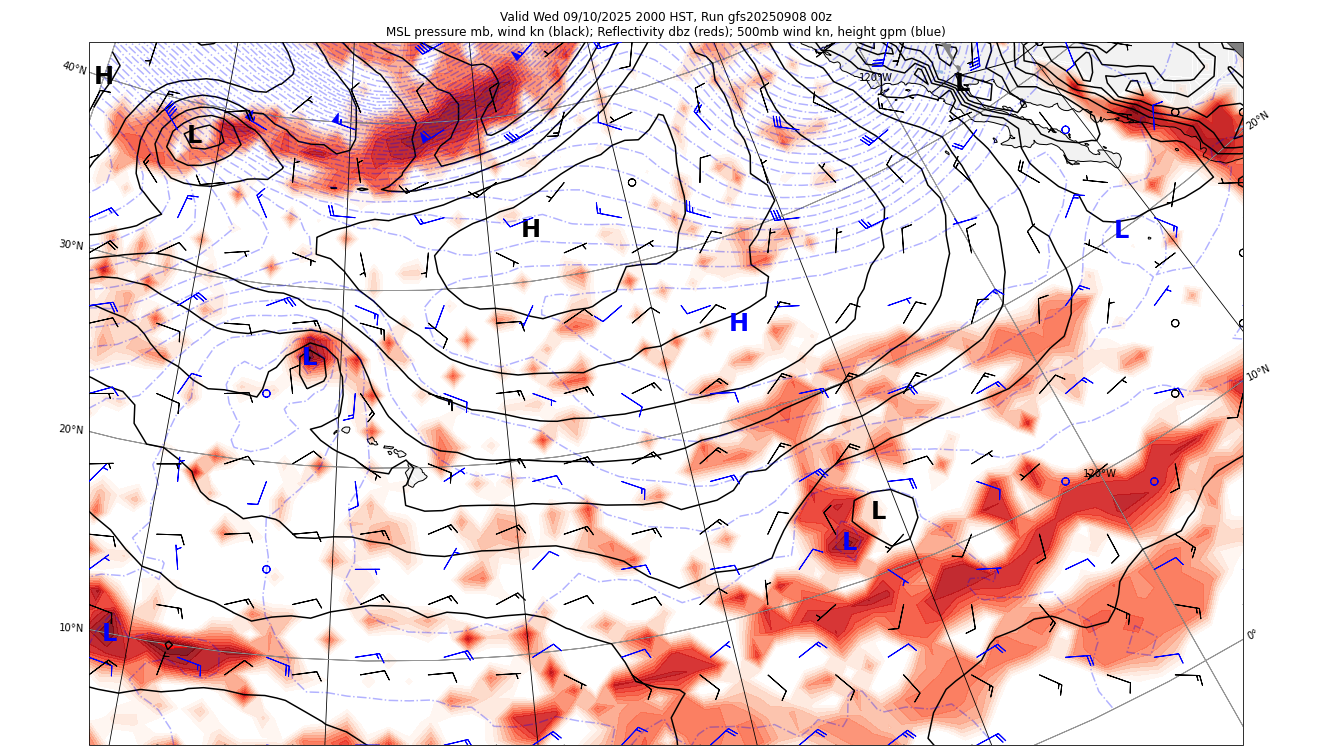 Valid Wed 09/10/2025 2000 HST, Run gfs20250908 00z
MSL pressure mb, wind kn (black); Reflectivity dbz (reds); 500mb wind kn, height gpm (blue)
40°N
H
120°W
L
20°N
L
30°N
H
L
H
L
10°N
20°N
120°W
L
L
10°N
L
0°